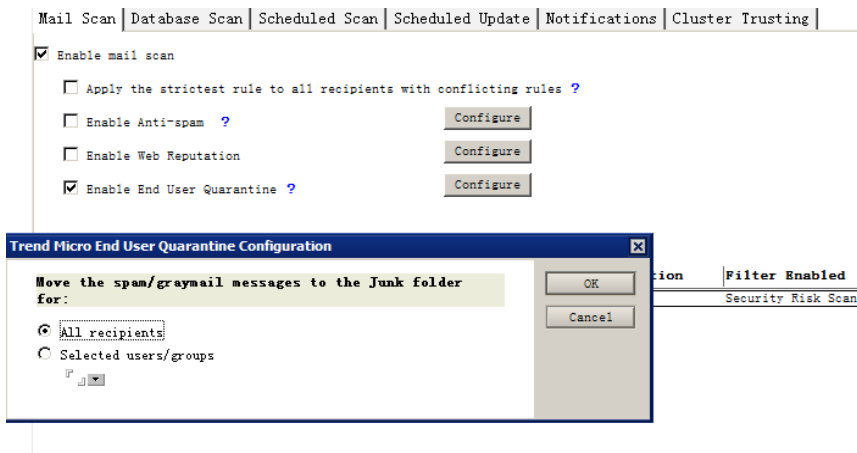 Mail Scan Database Scan Scheduled Scan Scheduled Update Notifications Cluster Trusting
Enable mail scan
Apply the strictest rule to all recipients with conflicting rules ?
Enable Anti-spam ? Configure
Enable Web Reputation Configure
Enable End User Quarantine ? Configure
Trend Micro End User Quarantine Configuration
Move the spam/graymail messages to the Junk folder
for:
OK
All recipients
Cancel
Selected users/groups
tion Filter Enabled
Security Risk Scan